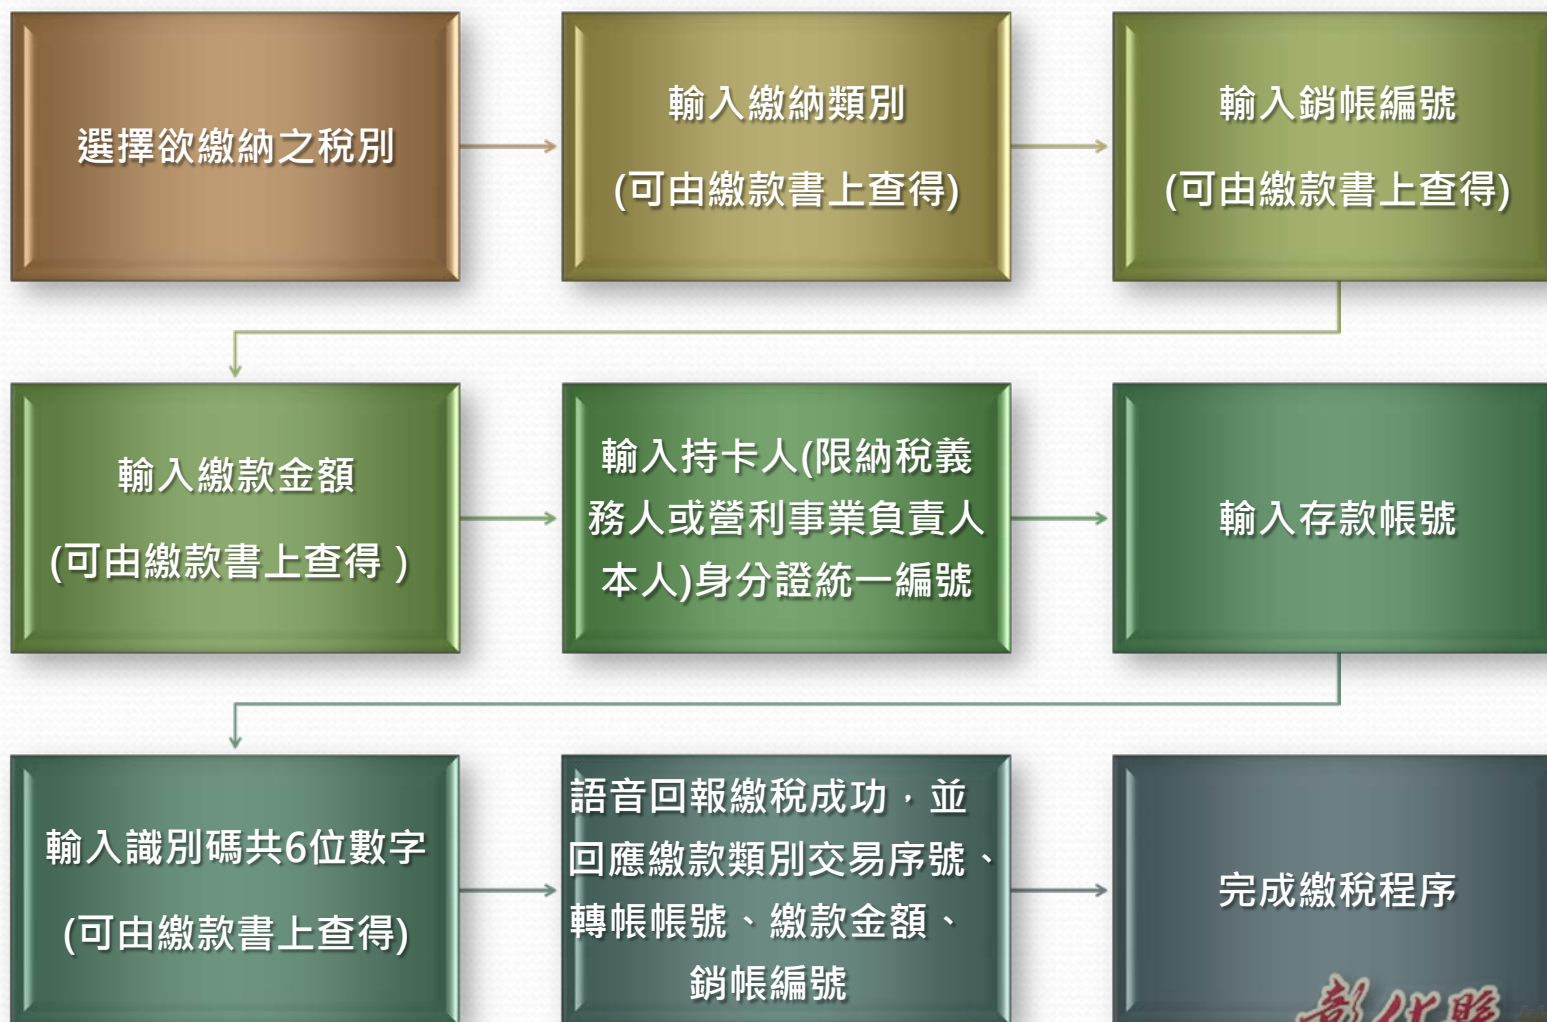 選擇欲繳納之稅別
輸入繳納類別
(可由繳款書上查得)
輸入銷帳編號
(可由繳款書上查得)
輸入繳款金額
(可由繳款書上查得 )
輸入持卡人(限納稅義
務人或營利事業負責人
本人)身分證統一編號
輸入存款帳號
輸入識別碼共6位數字
(可由繳款書上查得)
語音回報繳稅成功，並
回應繳款類別交易序號、
轉帳帳號、繳款金額、
銷帳編號
完成繳稅程序
彰化縣